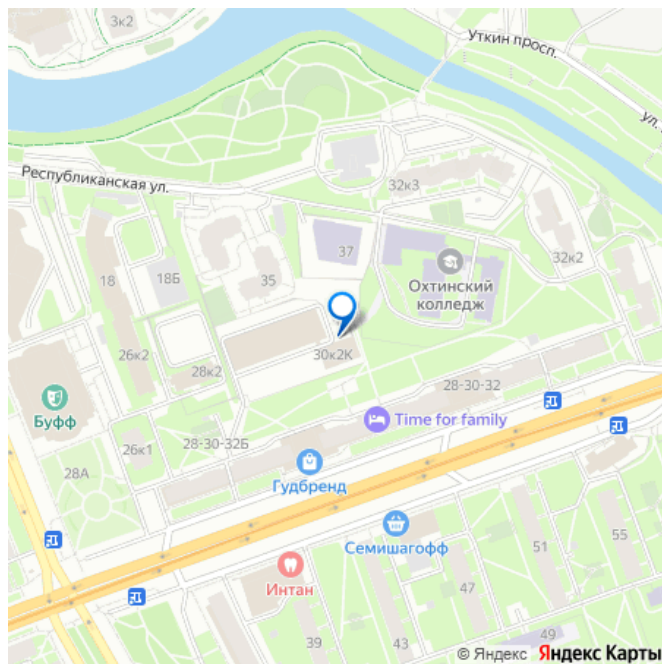 3к2
Уткин просп.
ул.
Республиканская ул.
32к3
37
18
18Б
35
Охтинский
колледж
32к2
30к2К
26к2
28к2
28-30-32
Буфф
Time for family
28-30-32Б
26к1
28А
Гудбренд
Семишагофф
Интан
51
55
47
39
43
49
© Яндекс Яндекс Карты